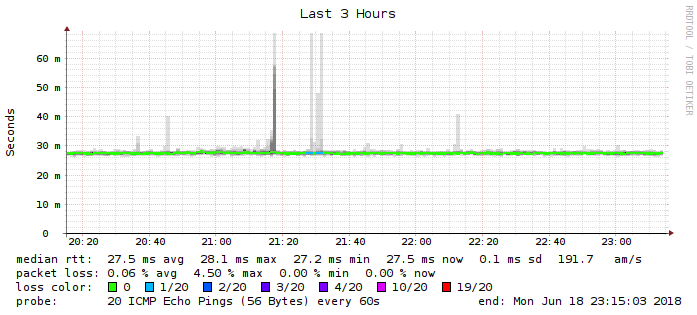 Last 3 Hours
RRDTOOL / TOBI OETIKER
Seconds
60 m
50 m
40 m
30 m
20 m
10 m
0
20:20 20:40 21:00 21:20 21:40 22:00 22:20 22:40 23:00
median rtt: 27.5 ms avg 28.1 ms max 27.2 ms min 27.5 ms now 0.1 ms sd 191.7 am/s
packet loss: 0.06 % avg 4.50 % max 0.00 % min 0.00 % now
loss color: 0 1/20 2/20 3/20 4/20 10/20 19/20
probe: 20 ICMP Echo Pings (56 Bytes) every 60s end: Mon Jun 18 23:15:03 2018